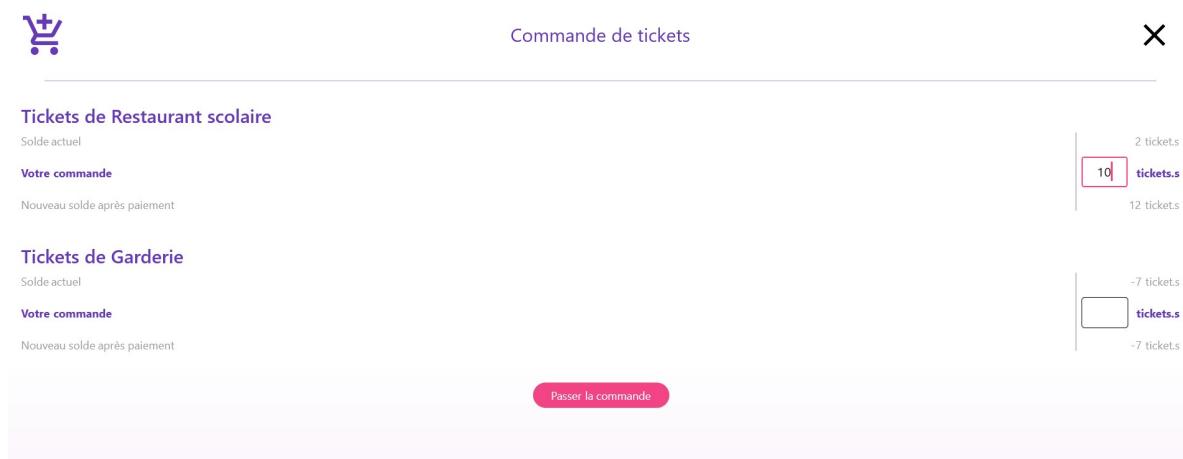 Commande de tickets
Tickets de Restaurant scolaire
Solde actuel 2 ticket.s
Votre commande 10 tickets.s
Nouveau solde après paiement 12 ticket.s
Tickets de Garderie
Solde actuel -7 ticket.s
Votre commande tickets.s
Nouveau solde après paiement -7 ticket.s
Passer la commande